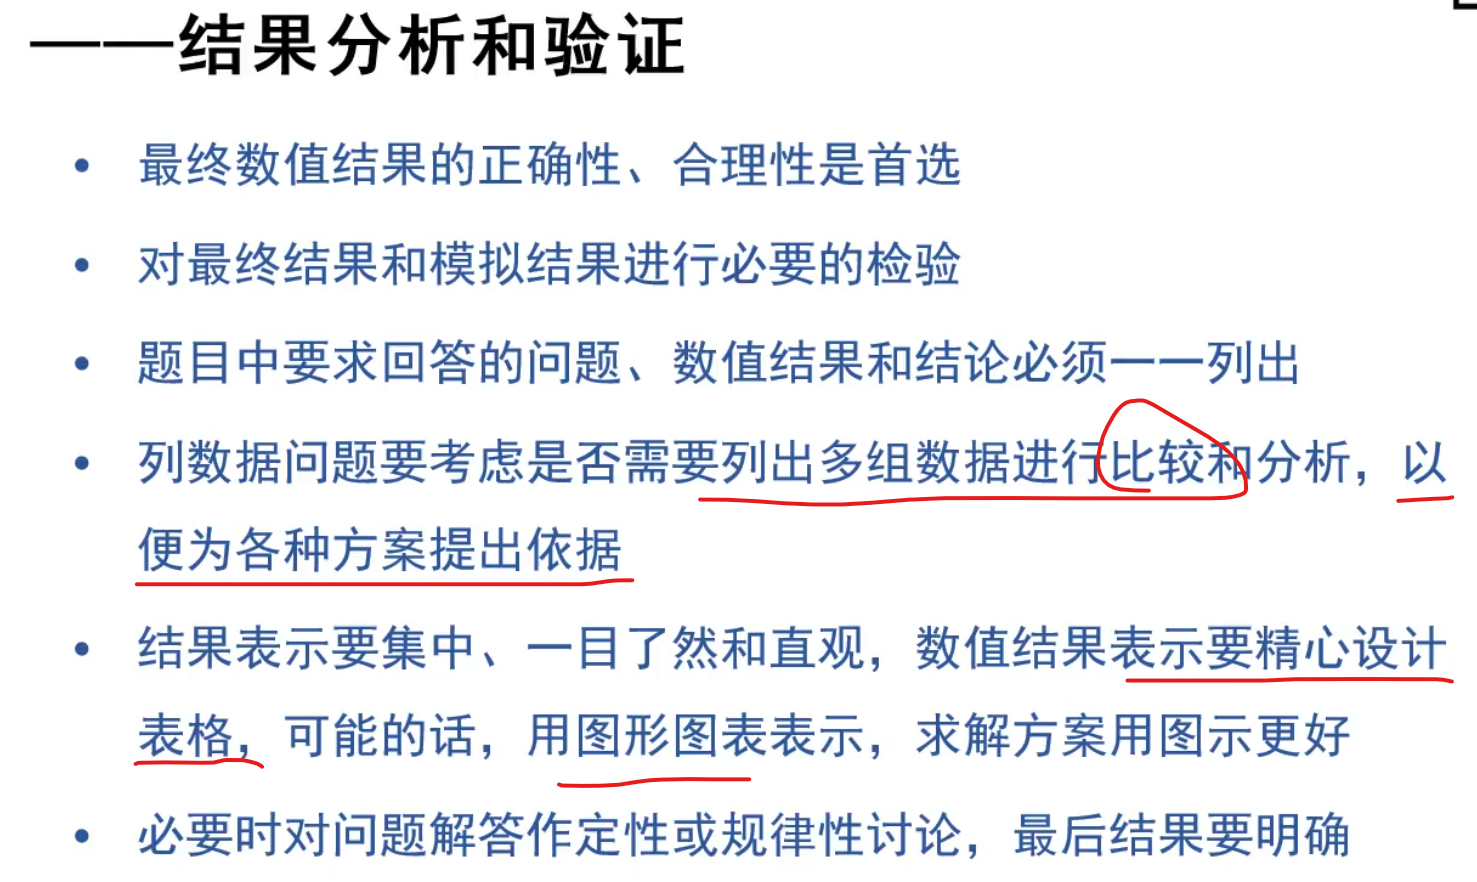 ——结果分析和验证
• 最终数值结果的正确性、合理性是首选
• 对最终结果和模拟结果进行必要的检验
• 题目中要求回答的问题、数值结果和结论必须一一列出
• 列数据问题要考虑是否需要列出多组数据进行比较和分析，以
便为各种方案提出依据
• 结果表示要集中、一目了然和直观，数值结果表示要精心设计
表格，可能的话，用图形图表表示，求解方案用图示更好
• 必要时对问题解答作定性或规律性讨论，最后结果要明确